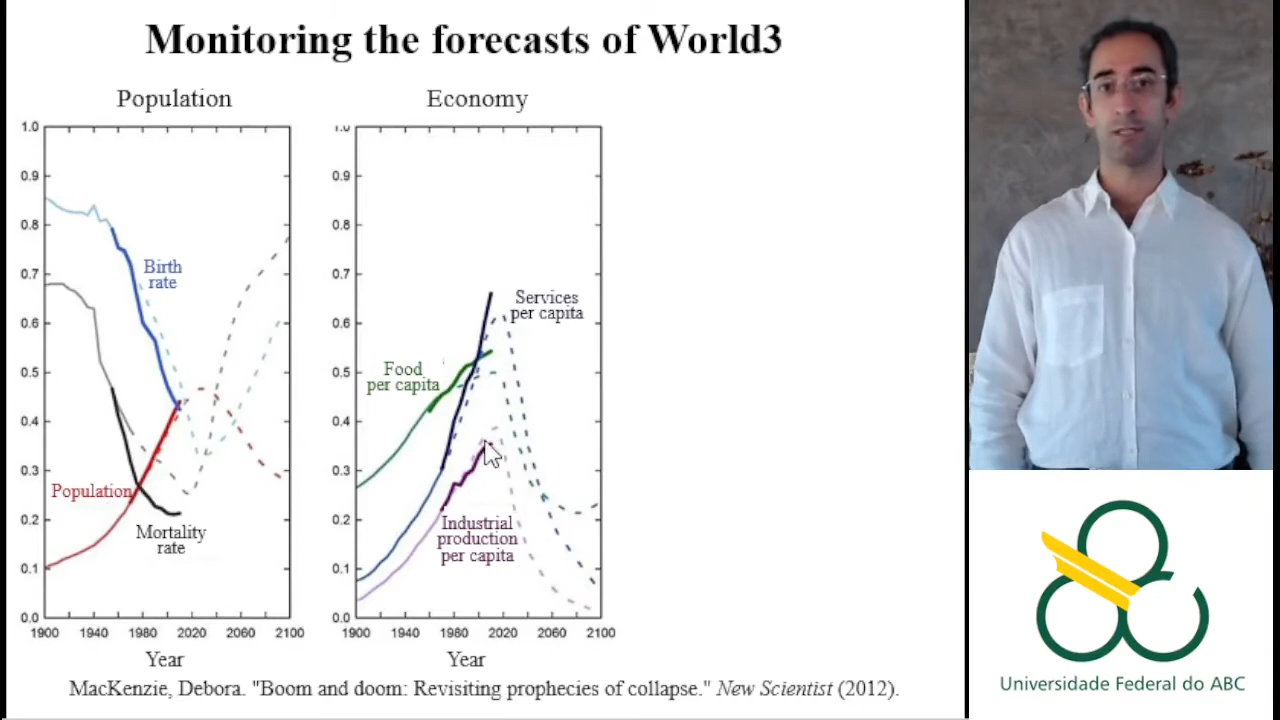 Monitoring the forecasts of World3
Population
1.0
0.9
0.8
0.7
0.6
0.5
0.4
0.3
0.2
0.1
0.0
Birth
rate
Population
Mortality
rate
1900 1940 1980 2020 2060 2100
Year
Economy
1.0
0.9
0.8
0.7
0.6
0.5
0.4
0.3
0.2
0.1
0.0
Services
per capita
Food
per capita
Industrial
production
per capita
1900 1940 1980 2020 2060 2100
Year
MacKenzie, Debora. "Boom and doom: Revisiting prophecies of collapse." New Scientist (2012).
Universidade Federal do ABC